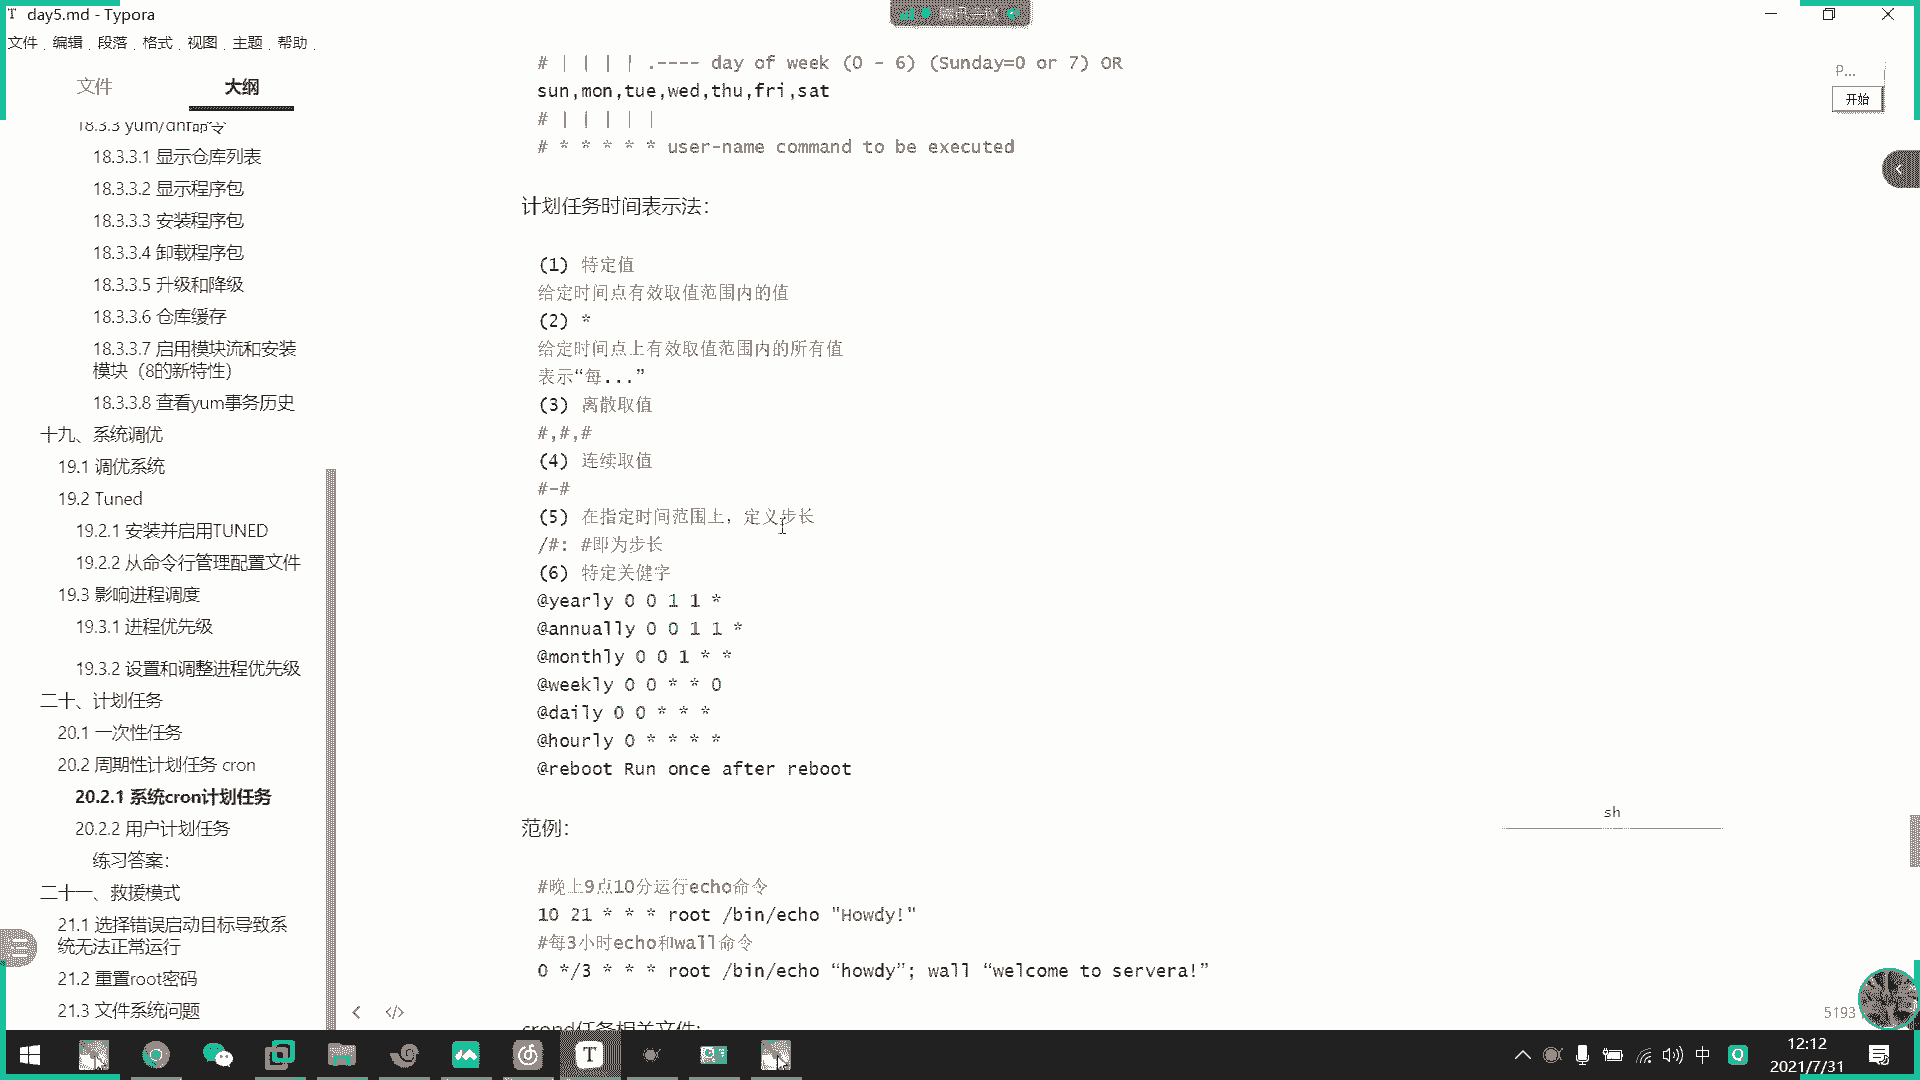 day5.md - Typora
腾讯会议
文件 编辑 段落 格式 视图 主题 帮助
文件 大纲
18.3.3 yum/dnf命令
18.3.3.1 显示仓库列表
18.3.3.2 显示程序包
18.3.3.3 安装程序包
18.3.3.4 卸载程序包
18.3.3.5 升级和降级
18.3.3.6 仓库缓存
18.3.3.7 启用模块流和安装
模块（8的新特性）
18.3.3.8 查看yum事务历史
十九、系统调优
19.1 调优系统
19.2 Tuned
19.2.1 安装并启用TUNED
19.2.2 从命令行管理配置文件
19.3 影响进程调度
19.3.1 进程优先级
19.3.2 设置和调整进程优先级
二十、计划任务
20.1 一次性任务
20.2 周期性计划任务 cron
20.2.1 系统cron计划任务
20.2.2 用户计划任务
练习答案：
二十一、救援模式
21.1 选择错误启动目标导致系
统无法正常运行
21.2 重置root密码
21.3 文件系统问题
# | | | | .---- day of week (0 - 6) (Sunday=0 or 7) OR
sun,mon,tue,wed,thu,fri,sat
# | | | | |
# * * * * * user-name command to be executed
计划任务时间表示法：
(1) 特定值
给定时间点有效取值范围内的值
(2) *
给定时间点上有效取值范围内的所有值
表示“每...”
(3) 离散取值
#,#,#
(4) 连续取值
#-#
(5) 在指定时间范围上，定义步长
/#: #即为步长
(6) 特定关健字
@yearly 0 0 1 1 *
@annually 0 0 1 1 *
@monthly 0 0 1 * *
@weekly 0 0 * * 0
@daily 0 0 * * *
@hourly 0 * * * *
@reboot Run once after reboot
sh
范例：
#晚上9点10分运行echo命令
10 21 * * * root /bin/echo "Howdy!"
#每3小时echo和wall命令
0 */3 * * * root /bin/echo “howdy”; wall “welcome to servera!”
crond任务相关文件:
P...
开始
5193
中
12:12
2021/7/31